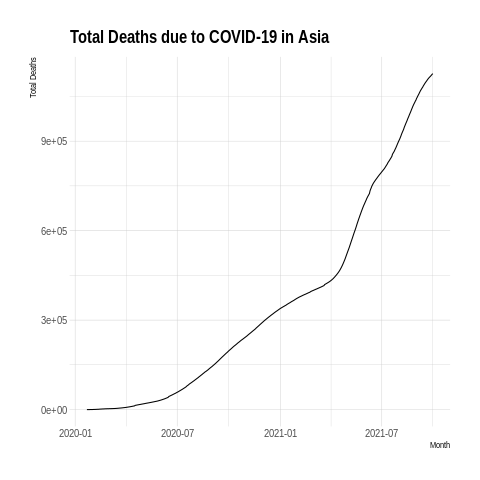 Total Deaths due to COVID-19 in Asia
Total Deaths
9e+05
6e+05
3e+05
0e+00
2020-01 2020-07 2021-01 2021-07
Month